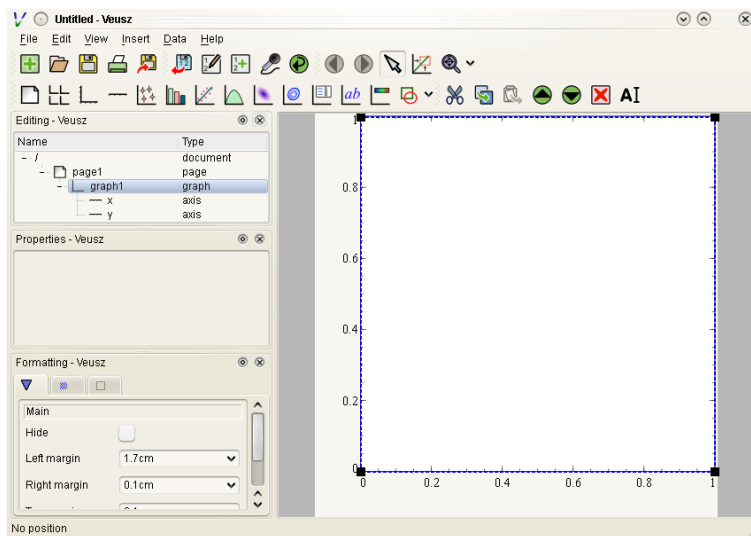 Untitled - Veusz
File Edit View Insert Data Help
ab AI
Editing - Veusz
Name Type
/ document
page1 page
graph1 graph
x axis
y axis
Properties - Veusz
Formatting - Veusz
Main
Hide
Left margin 1.7cm
Right margin 0.1cm
No position
1
0.8
0.6
0.4
0.2
0
0 0.2 0.4 0.6 0.8 1